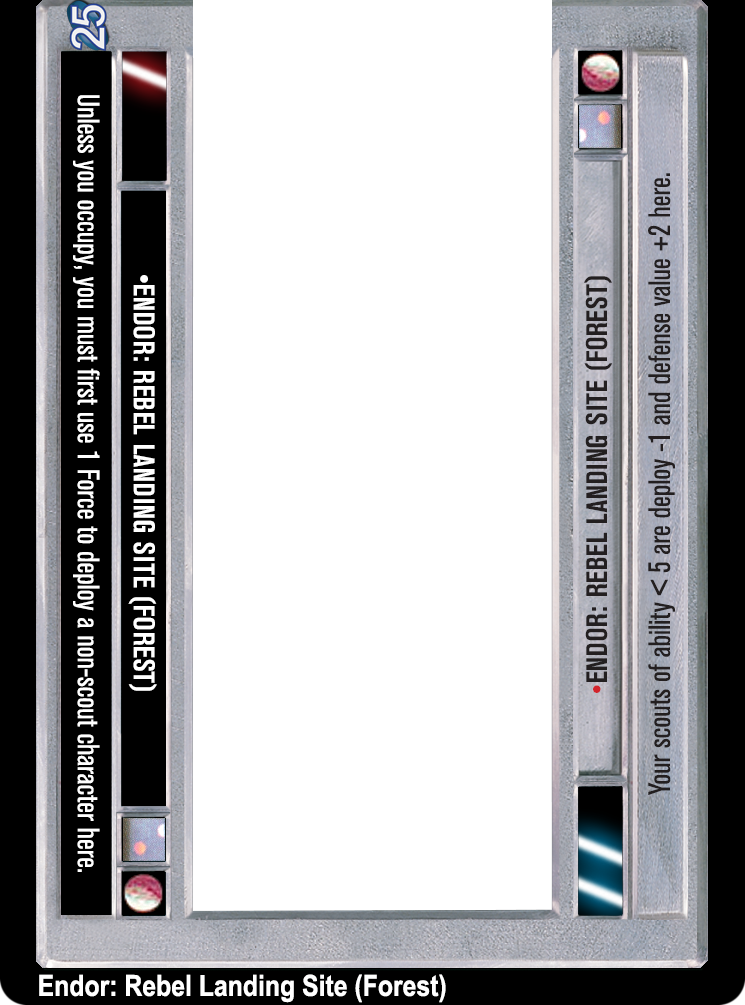 25
Unless you occupy, you must first use 1 Force to deploy a non-scout character here.
•ENDOR: REBEL LANDING SITE (FOREST)
•ENDOR: REBEL LANDING SITE (FOREST)
Your scouts of ability < 5 are deploy -1 and defense value +2 here.
Endor: Rebel Landing Site (Forest)